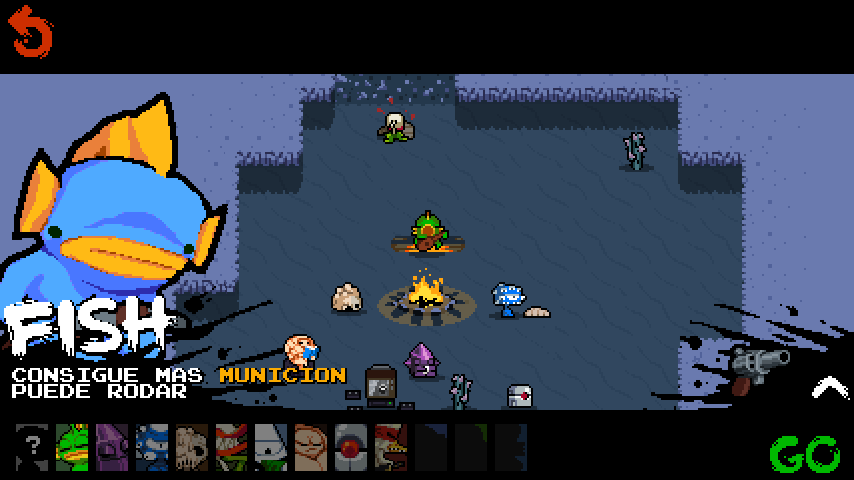 FISH
CONSIGUE MAS MUNICION
PUEDE RODAR
?
GO